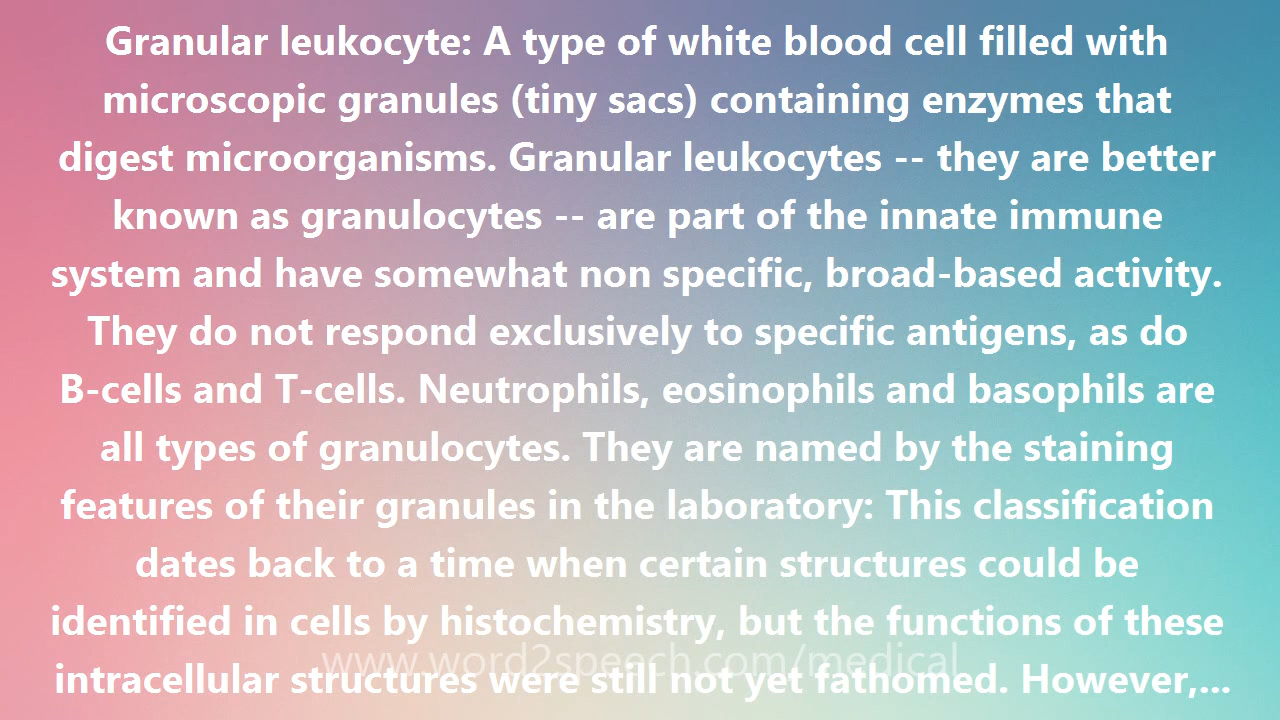 Granular leukocyte: A type of white blood cell filled with
microscopic granules (tiny sacs) containing enzymes that
digest microorganisms. Granular leukocytes -- they are better
known as granulocytes -- are part of the innate immune
system and have somewhat non specific, broad-based activity.
They do not respond exclusively to specific antigens, as do
B-cells and T-cells. Neutrophils, eosinophils and basophils are
all types of granulocytes. They are named by the staining
features of their granules in the laboratory: This classification
dates back to a time when certain structures could be
identified in cells by histochemistry, but the functions of these
www.word2speech.com/medical
intracellular structures were still not yet fathomed. However,...